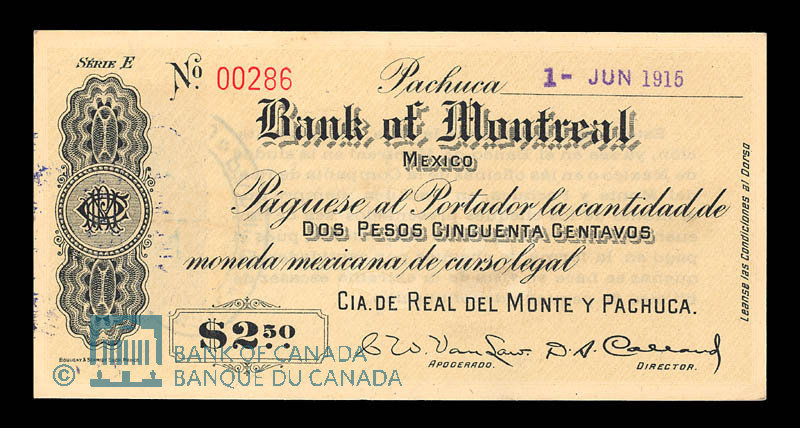 SÉRIE E
No. 00286
Pachuca 1- JUN 1915
Bank of Montreal
MEXICO
Páguese al Portador la cantidad de
DOS PESOS CINCUENTA CENTAVOS
moneda mexicana de curso legal
CIA. DE REAL DEL MONTE Y PACHUCA.
$2.50
APODERADO.
DIRECTOR.
Leanse las Condiciones al Dorso
© BANK OF CANADA
BANQUE DU CANADA